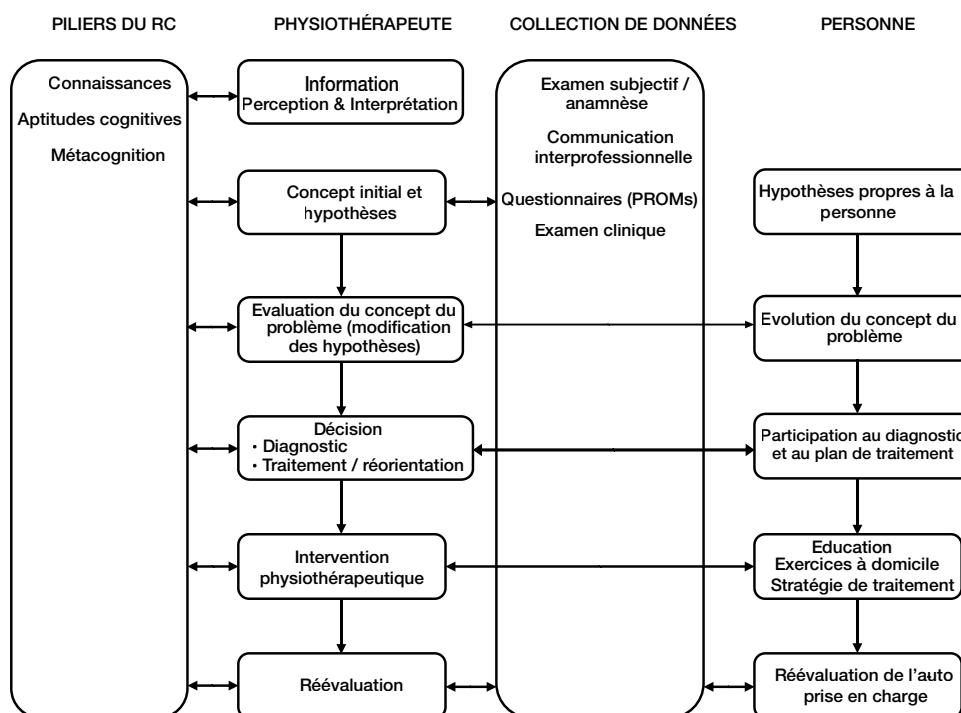 PILIERS DU RC
PHYSIOTHÉRAPEUTE
COLLECTION DE DONNÉES
PERSONNE
Connaissances
Aptitudes cognitives
Métacognition
Information
Perception & Interprétation
Concept initial et
hypothèses
Evaluation du concept du
problème (modification
des hypothèses)
Décision
· Diagnostic
· Traitement / réorientation
Intervention
physiothérapeutique
Réévaluation
Examen subjectif /
anamnèse
Communication
interprofessionnelle
Questionnaires (PROMs)
Examen clinique
Hypothèses propres à la
personne
Evolution du concept du
problème
Participation au diagnostic
et au plan de traitement
Education
Exercices à domicile
Stratégie de traitement
Réévaluation de l'auto
prise en charge